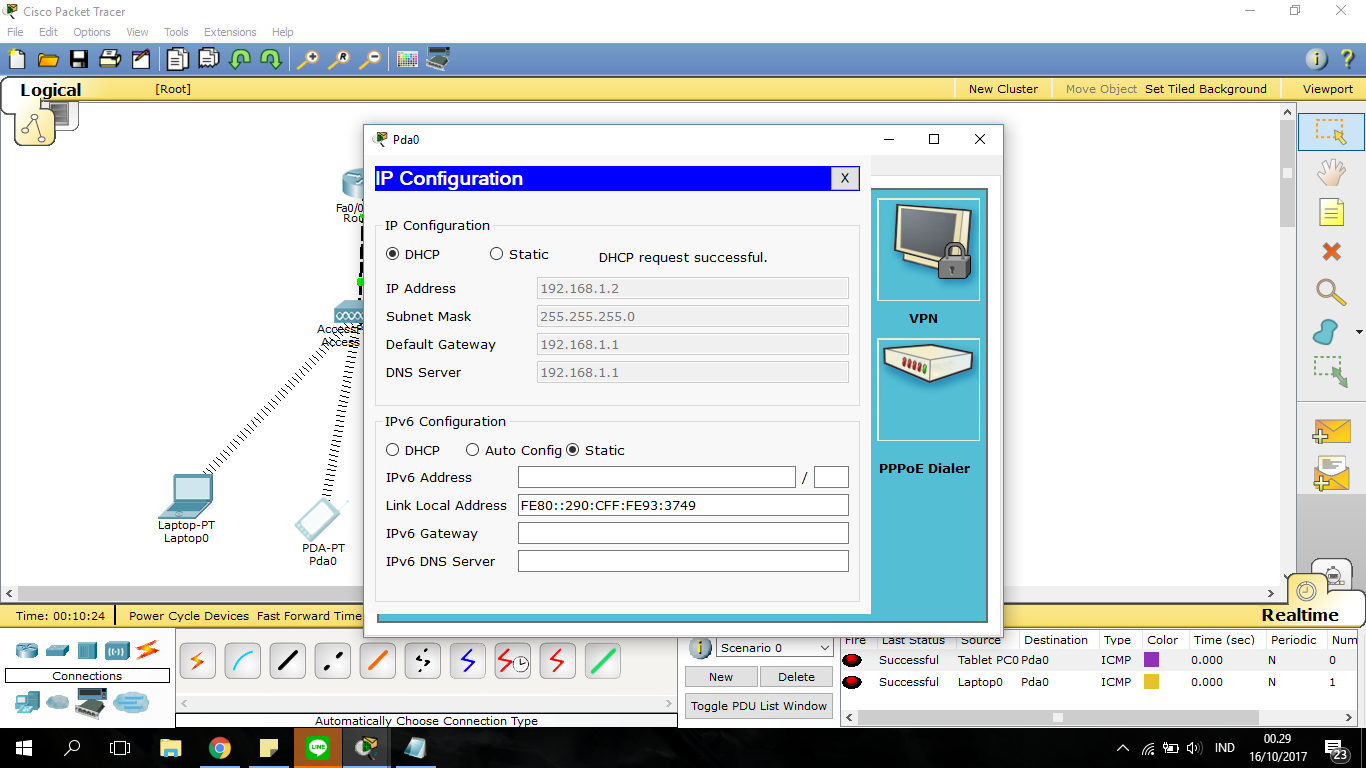 Cisco Packet Tracer
File Edit Options View Tools Extensions Help
Logical [Root] New Cluster Move Object Set Tiled Background Viewport
Pda0
IP Configuration X
IP Configuration
DHCP Static DHCP request successful.
IP Address 192.168.1.2
Subnet Mask 255.255.255.0
Default Gateway 192.168.1.1
DNS Server 192.168.1.1
IPv6 Configuration
DHCP Auto Config Static
IPv6 Address /
Link Local Address FE80::290:CFF:FE93:3749
IPv6 Gateway
IPv6 DNS Server
VPN
PPPoE Dialer
Fa0/0
Rou
Access
Access
Laptop-PT
Laptop0
PDA-PT
Pda0
Time: 00:10:24 Power Cycle Devices Fast Forward Time Realtime
Connections
Automatically Choose Connection Type
Scenario 0
New Delete
Toggle PDU List Window
Fire Last Status Source Destination Type Color Time (sec) Periodic Num
Successful Tablet PC0 Pda0 ICMP 0.000 N 0
Successful Laptop0 Pda0 ICMP 0.000 N 1
LINE
IND
00.29
16/10/2017
23